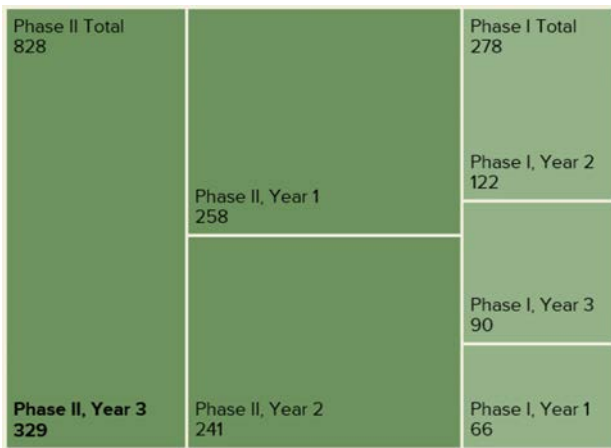 Phase II Total
828
Phase II, Year 3
329
Phase II, Year 1
258
Phase II, Year 2
241
Phase I Total
278
Phase I, Year 2
122
Phase I, Year 3
90
Phase I, Year 1
66